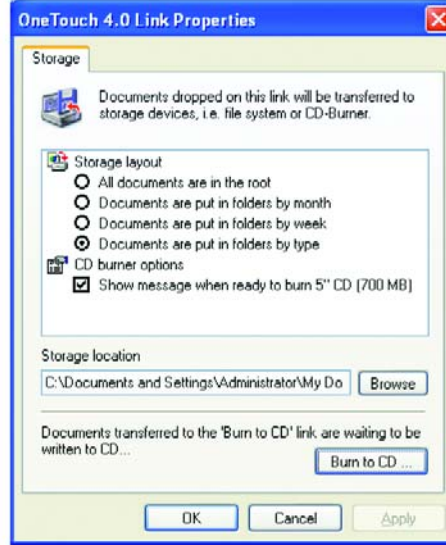 OneTouch 4.0 Link Properties
Storage
Documents dropped on this link will be transferred to
storage devices, i.e. file system or CD-Burner.
Storage layout
All documents are in the root
Documents are put in folders by month
Documents are put in folders by week
Documents are put in folders by type
CD burner options
Show message when ready to burn 5" CD (700 MB)
Storage location
C:\Documents and Settings\Administrator\My Do
Browse
Documents transferred to the 'Burn to CD' link are waiting to be
written to CD...
Burn to CD ...
OK Cancel Apply